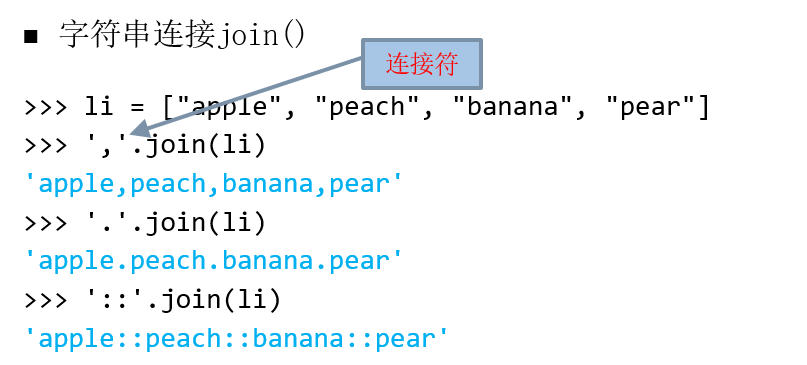 ■ 字符串连接join()
连接符
>>> li = ["apple", "peach", "banana", "pear"]
>>> ','.join(li)
'apple,peach,banana,pear'
>>> '.'.join(li)
'apple.peach.banana.pear'
>>> '::'.join(li)
'apple::peach::banana::pear'